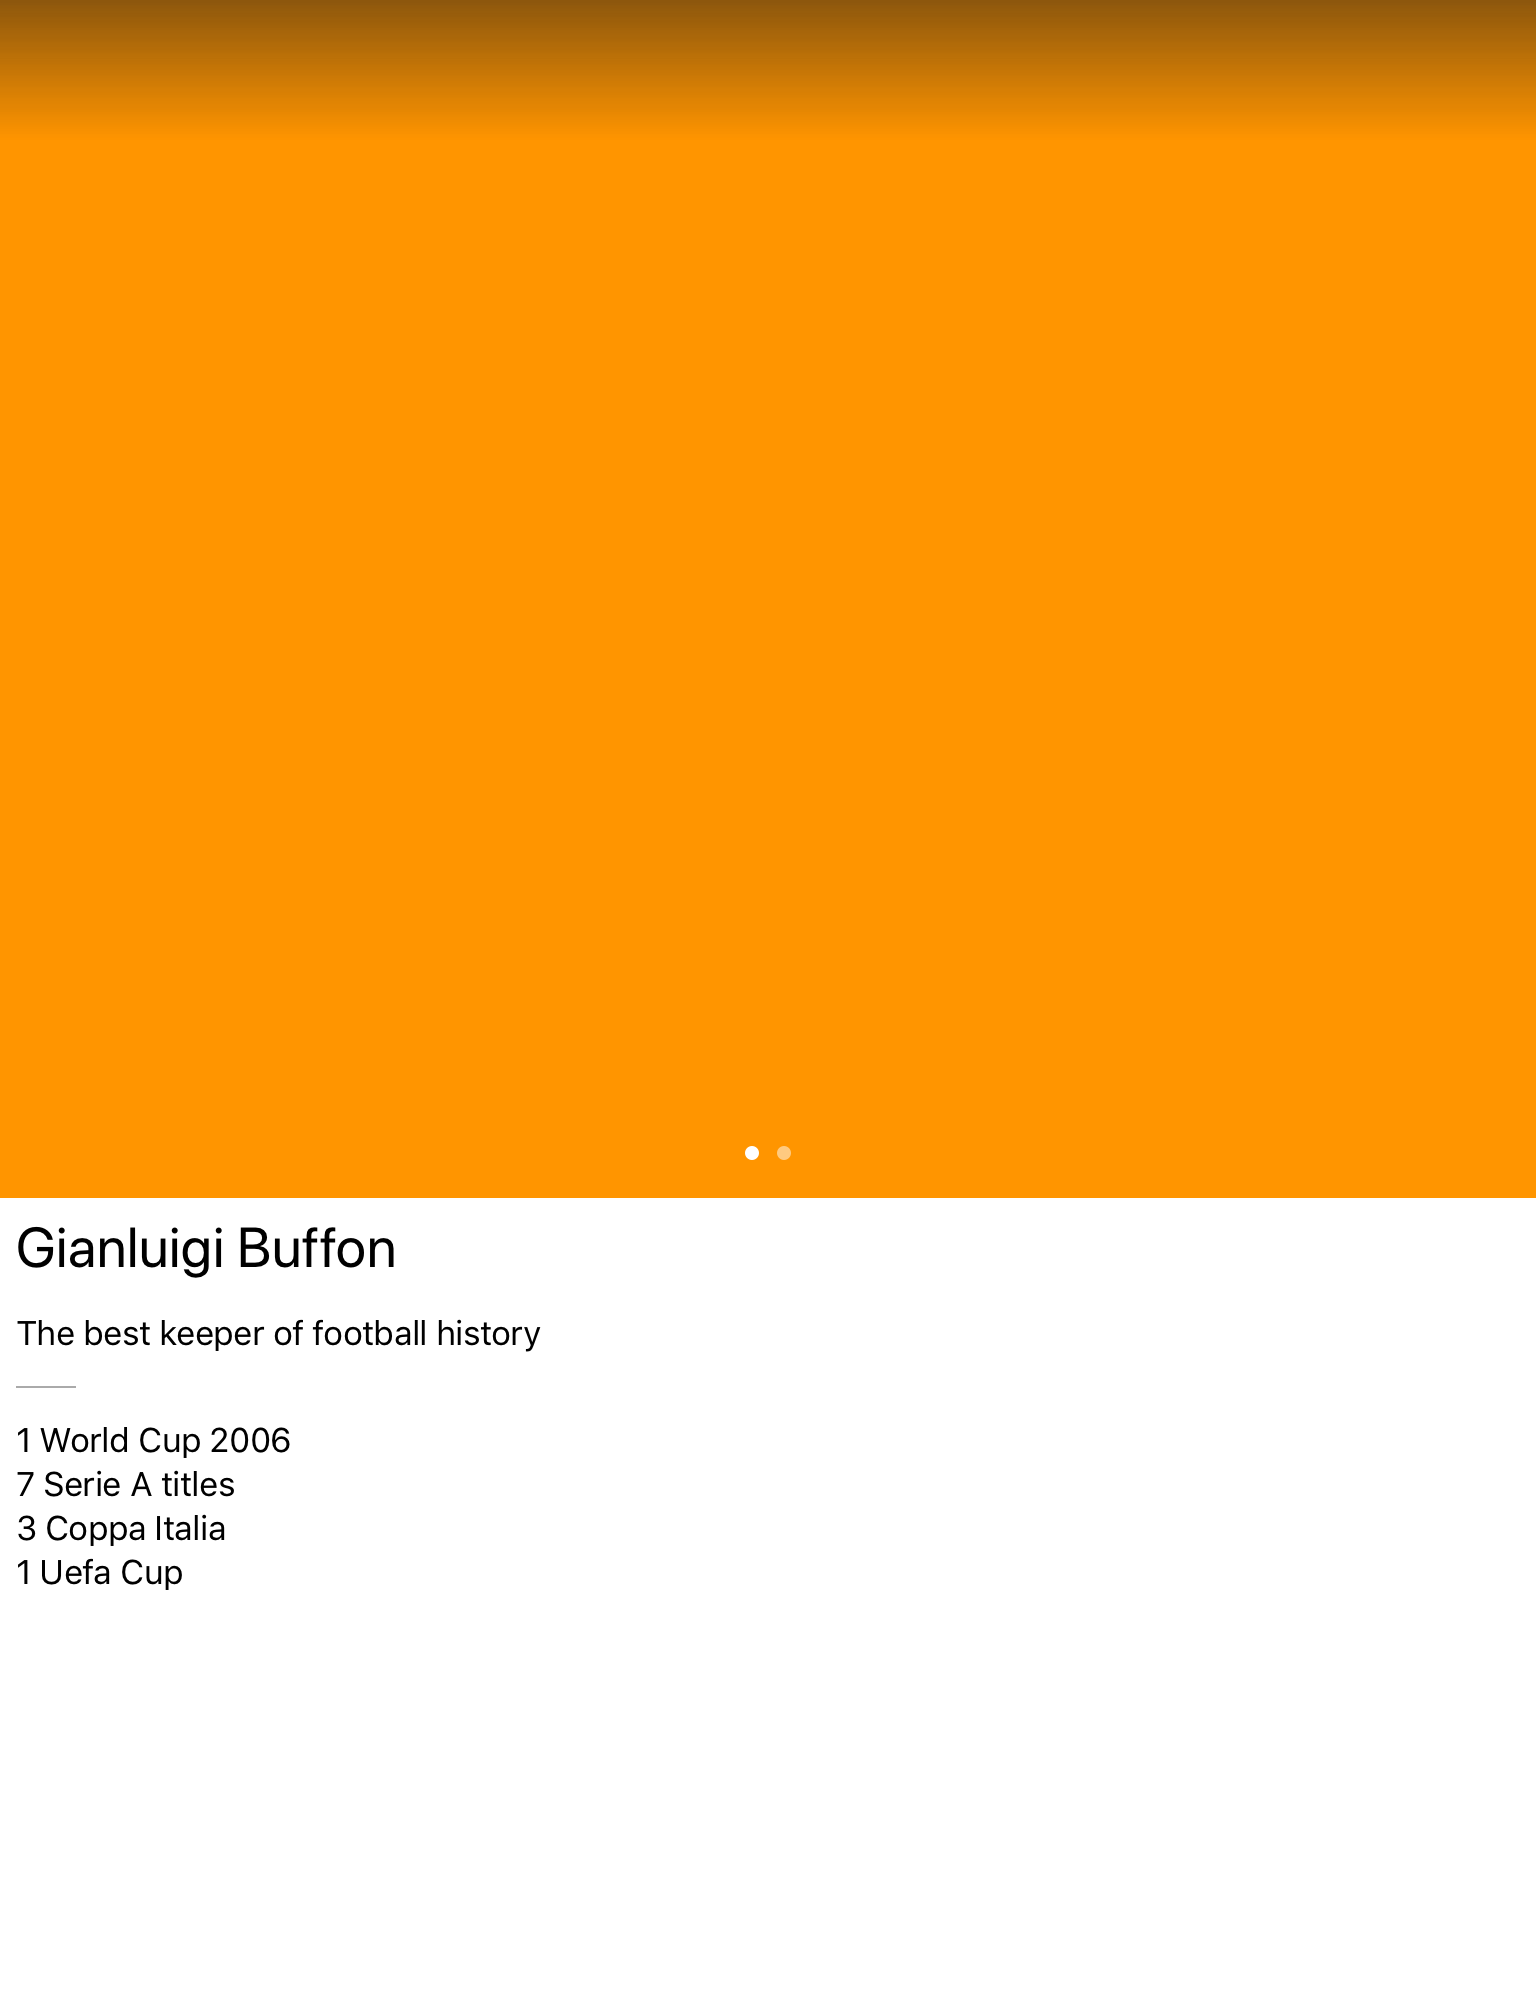 Gianluigi Buffon
The best keeper of football history
1 World Cup 2006
7 Serie A titles
3 Coppa Italia
1 Uefa Cup